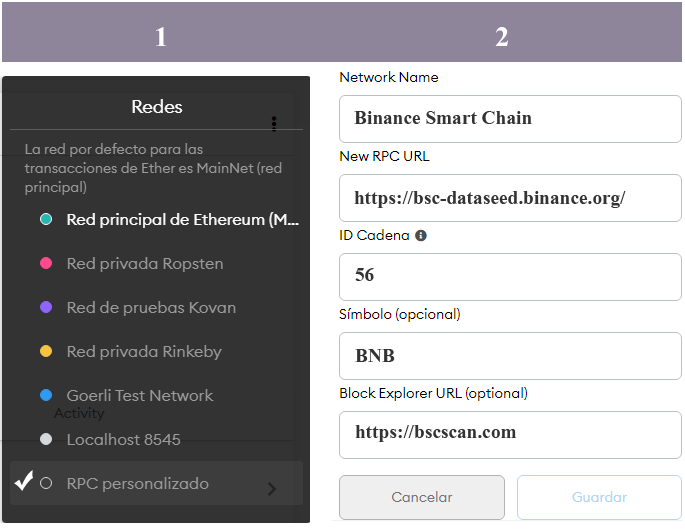 1
2
Redes
La red por defecto para las
transacciones de Ether es MainNet (red
principal)
Red principal de Ethereum (M...
Red privada Ropsten
Red de pruebas Kovan
Red privada Rinkeby
Goerli Test Network
Activity
Localhost 8545
RPC personalizado
Network Name
Binance Smart Chain
New RPC URL
https://bsc-dataseed.binance.org/
ID Cadena
56
Símbolo (opcional)
BNB
Block Explorer URL (optional)
https://bscscan.com
Cancelar
Guardar